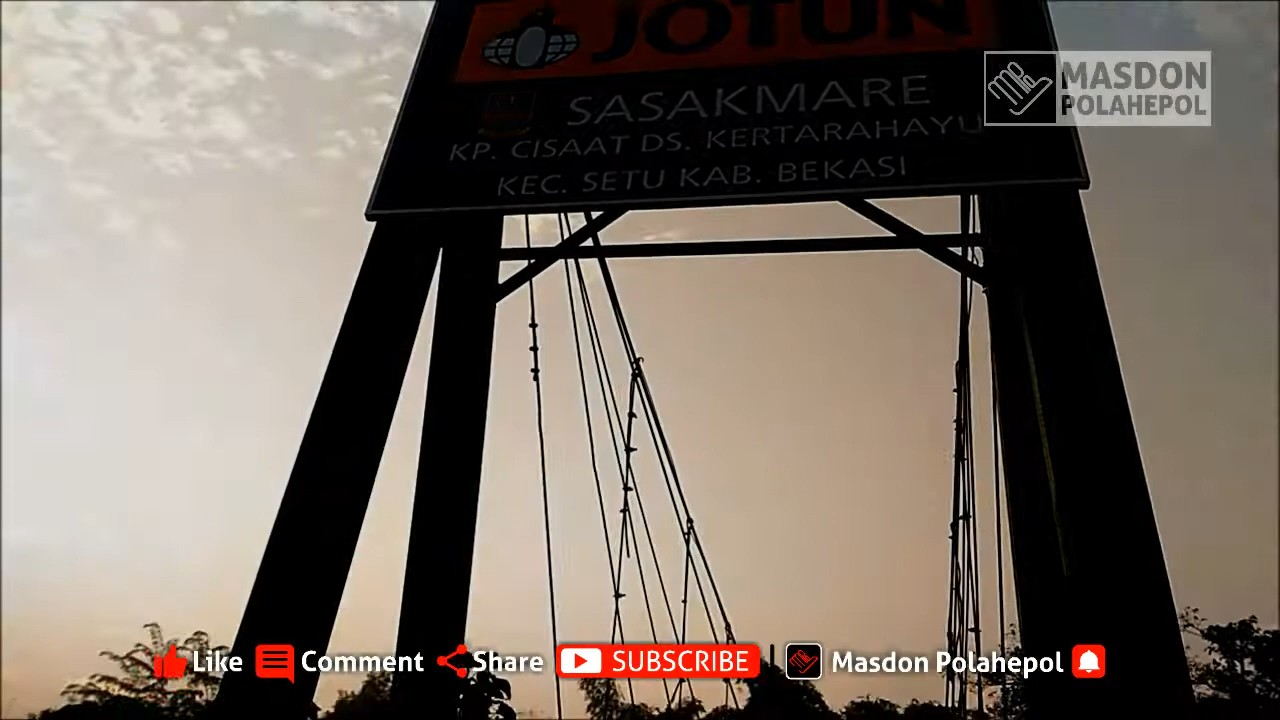 JOTUN
SASAKMARE
KP. CISAAT DS. KERTARAHAYU
KEC. SETU KAB. BEKASI
MASDON
POLAHEPOL
Like Comment Share SUBSCRIBE Masdon Polahepol